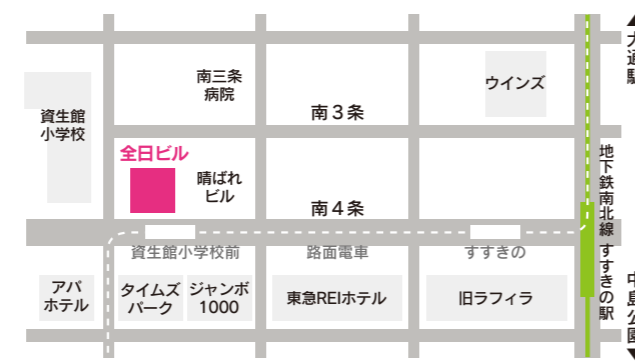 ▲大通駅
ウインズ
南三条
病院
資生館
小学校
南３条
全日ビル
晴ばれ
ビル
南４条
地下鉄南北線 すすきの駅
資生館小学校前
路面電車
すすきの
アパ
ホテル
タイムズ
パーク
ジャンボ
1000
東急REIホテル
旧ラフィラ
中島公園▼